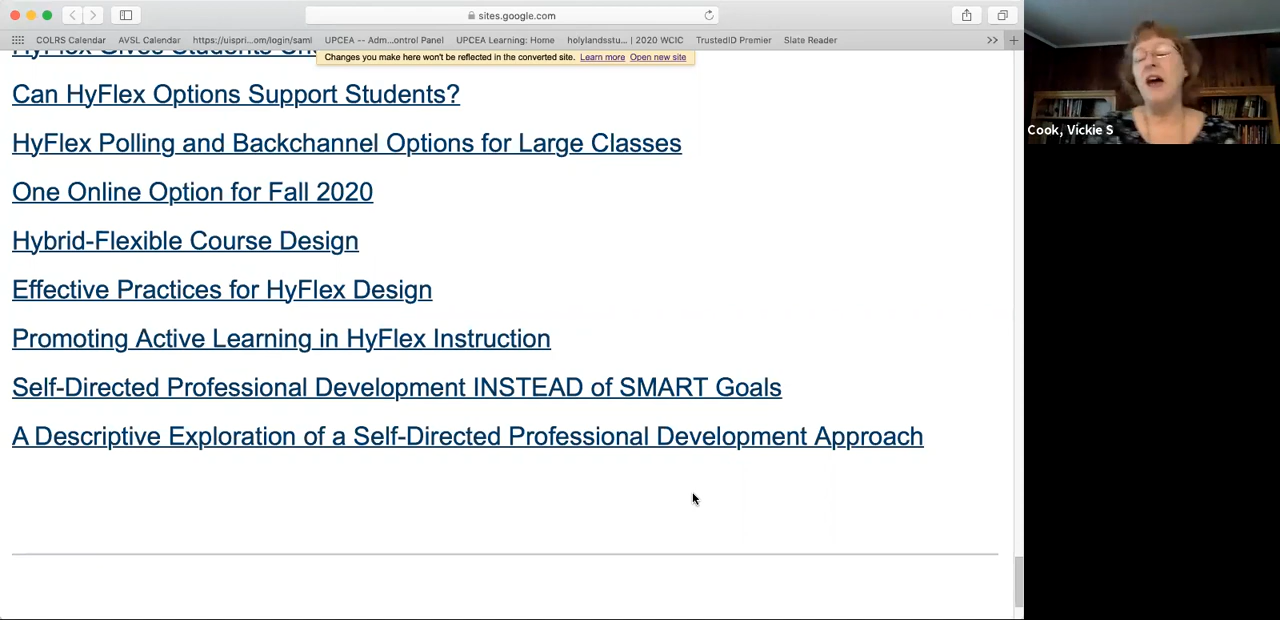 sites.google.com
COLRS Calendar AVSL Calendar https://uispri...om/login/saml UPCEA -- Adm...ontrol Panel UPCEA Learning: Home holylandsstu... | 2020 WCIC TrustedID Premier Slate Reader
Changes you make here won't be reflected in the converted site. Learn more Open new site
HyFlex Gives Students
Can HyFlex Options Support Students?
HyFlex Polling and Backchannel Options for Large Classes
One Online Option for Fall 2020
Hybrid-Flexible Course Design
Effective Practices for HyFlex Design
Promoting Active Learning in HyFlex Instruction
Self-Directed Professional Development INSTEAD of SMART Goals
A Descriptive Exploration of a Self-Directed Professional Development Approach
Cook, Vickie S